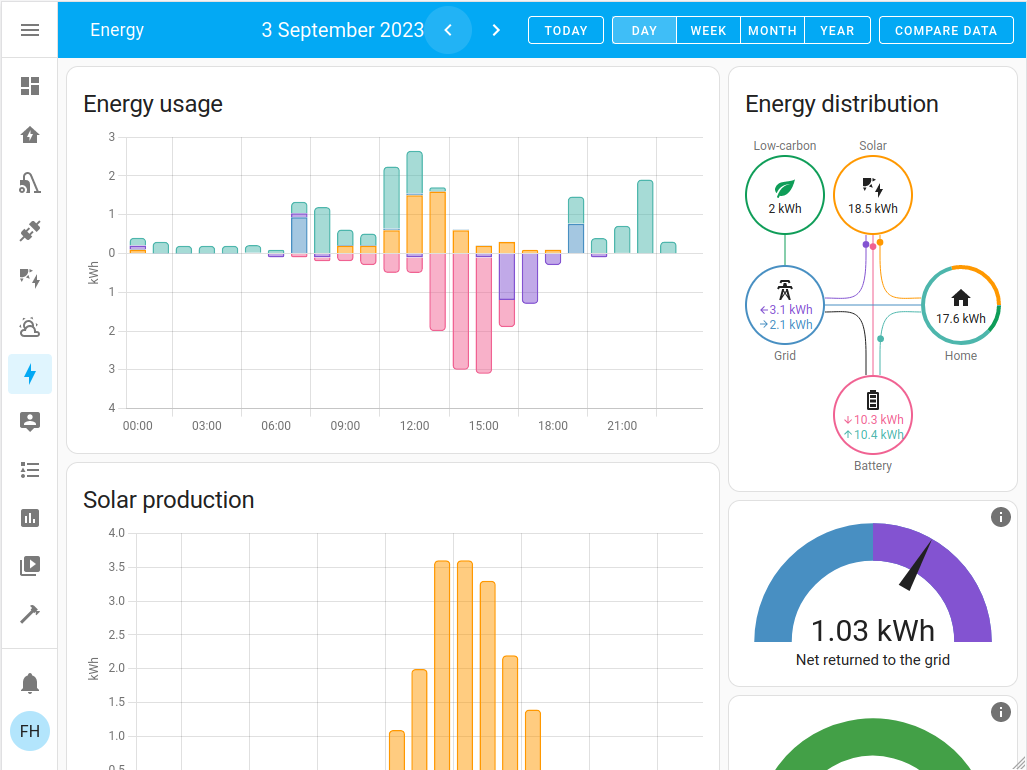 Energy
3 September 2023
TODAY
DAY WEEK MONTH YEAR
COMPARE DATA
Energy usage
3
2
1
0
1
2
3
4
kWh
00:00 03:00 06:00 09:00 12:00 15:00 18:00 21:00
Solar production
4.0
3.5
3.0
2.5
2.0
1.5
1.0
0.5
kWh
Energy distribution
Low-carbon Solar
2 kWh 18.5 kWh
←3.1 kWh
→2.1 kWh
17.6 kWh
Grid Home
↓10.3 kWh
↑10.4 kWh
Battery
1.03 kWh
Net returned to the grid
FH